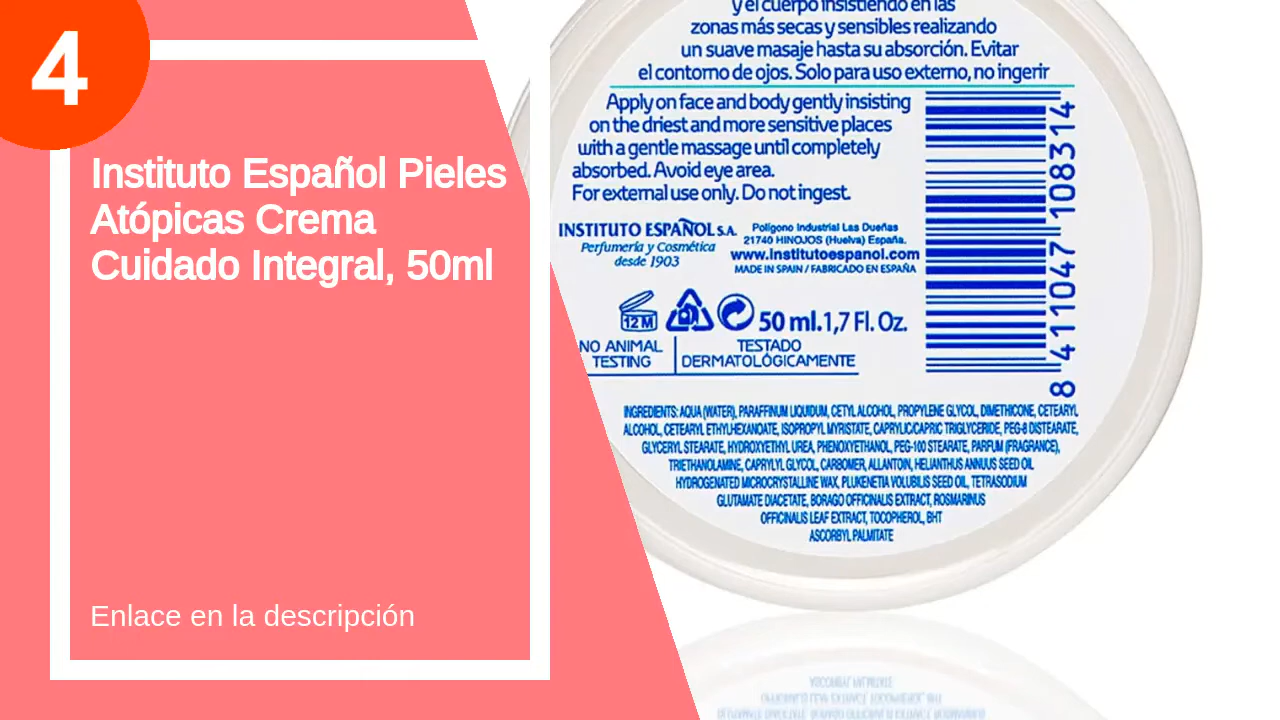 4
Instituto Español Pieles
Atópicas Crema
Cuidado Integral, 50ml
Enlace en la descripción
y el cuerpo insistiendo en las
zonas más secas y sensibles realizando
un suave masaje hasta su absorción. Evitar
el contorno de ojos. Solo para uso externo, no ingerir
Apply on face and body gently insisting
on the driest and more sensitive places
with a gentle massage until completely
absorbed. Avoid eye area.
For external use only. Do not ingest.
INSTITUTO ESPAÑOL S.A.
Perfumería y Cosmética
desde 1903
Polígono Industrial Las Dueñas
21740 HINOJOS (Huelva) España.
www.institutoespanol.com
MADE IN SPAIN / FABRICADO EN ESPAÑA
12 M
50 ml. 1,7 Fl. Oz.
NO ANIMAL
TESTING
TESTADO
DERMATOLÓGICAMENTE
8 411047 108314
INGREDIENTS: AQUA (WATER), PARAFFINUM LIQUIDUM, CETYL ALCOHOL, PROPYLENE GLYCOL, DIMETHICONE, CETEARYL
ALCOHOL, CETEARYL ETHYLHEXANOATE, ISOPROPYL MYRISTATE, CAPRYLIC/CAPRIC TRIGLYCERIDE, PEG-8 DISTEARATE,
GLYCERYL STEARATE, HYDROXYETHYL UREA, PHENOXYETHANOL, PEG-100 STEARATE, PARFUM (FRAGRANCE),
TRIETHANOLAMINE, CAPRYLYL GLYCOL, CARBOMER, ALLANTOIN, HELIANTHUS ANNUUS SEED OIL
HYDROGENATED MICROCRYSTALLINE WAX, PLUKENETIA VOLUBILIS SEED OIL, TETRASODIUM
GLUTAMATE DIACETATE, BORAGO OFFICINALIS EXTRACT, ROSMARINUS
OFFICINALIS LEAF EXTRACT, TOCOPHEROL, BHT
ASCORBYL PALMITATE